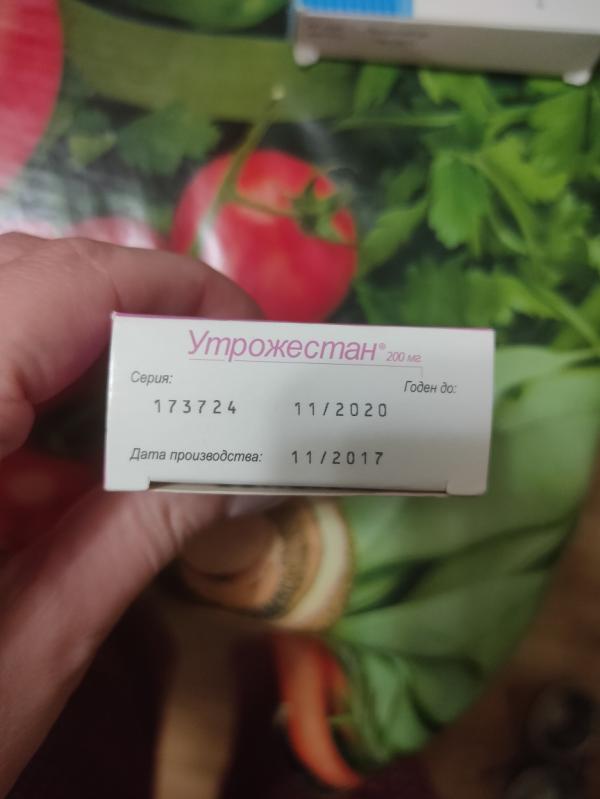 Утрожестан® 200 мг
Серия: Годен до:
173724 11/2020
Дата производства: 11/2017